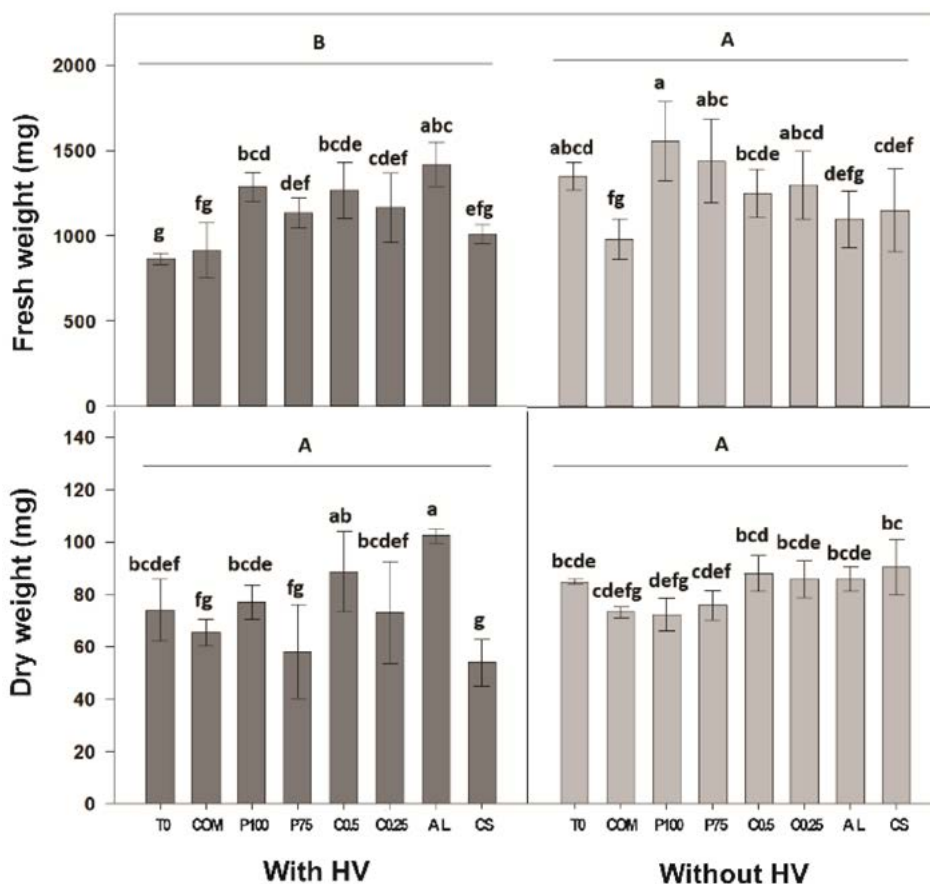 B
A
2000
1500
1000
500
0
Fresh weight (mg)
g
fg
bcd
def
bcde
cdef
abc
efg
abcd
fg
a
abc
bcde
abcd
defg
cdef
A
A
140
120
100
80
60
40
20
0
Dry weight (mg)
bcdef
fg
bcde
fg
ab
bcdef
a
g
bcde
cdefg
defg
cdef
bcd
bcde
bcde
bc
T0 COM P100 P75 C0.5 C0.25 AL CS
T0 COM P100 P75 C0.5 C0.25 AL CS
With HV
Without HV